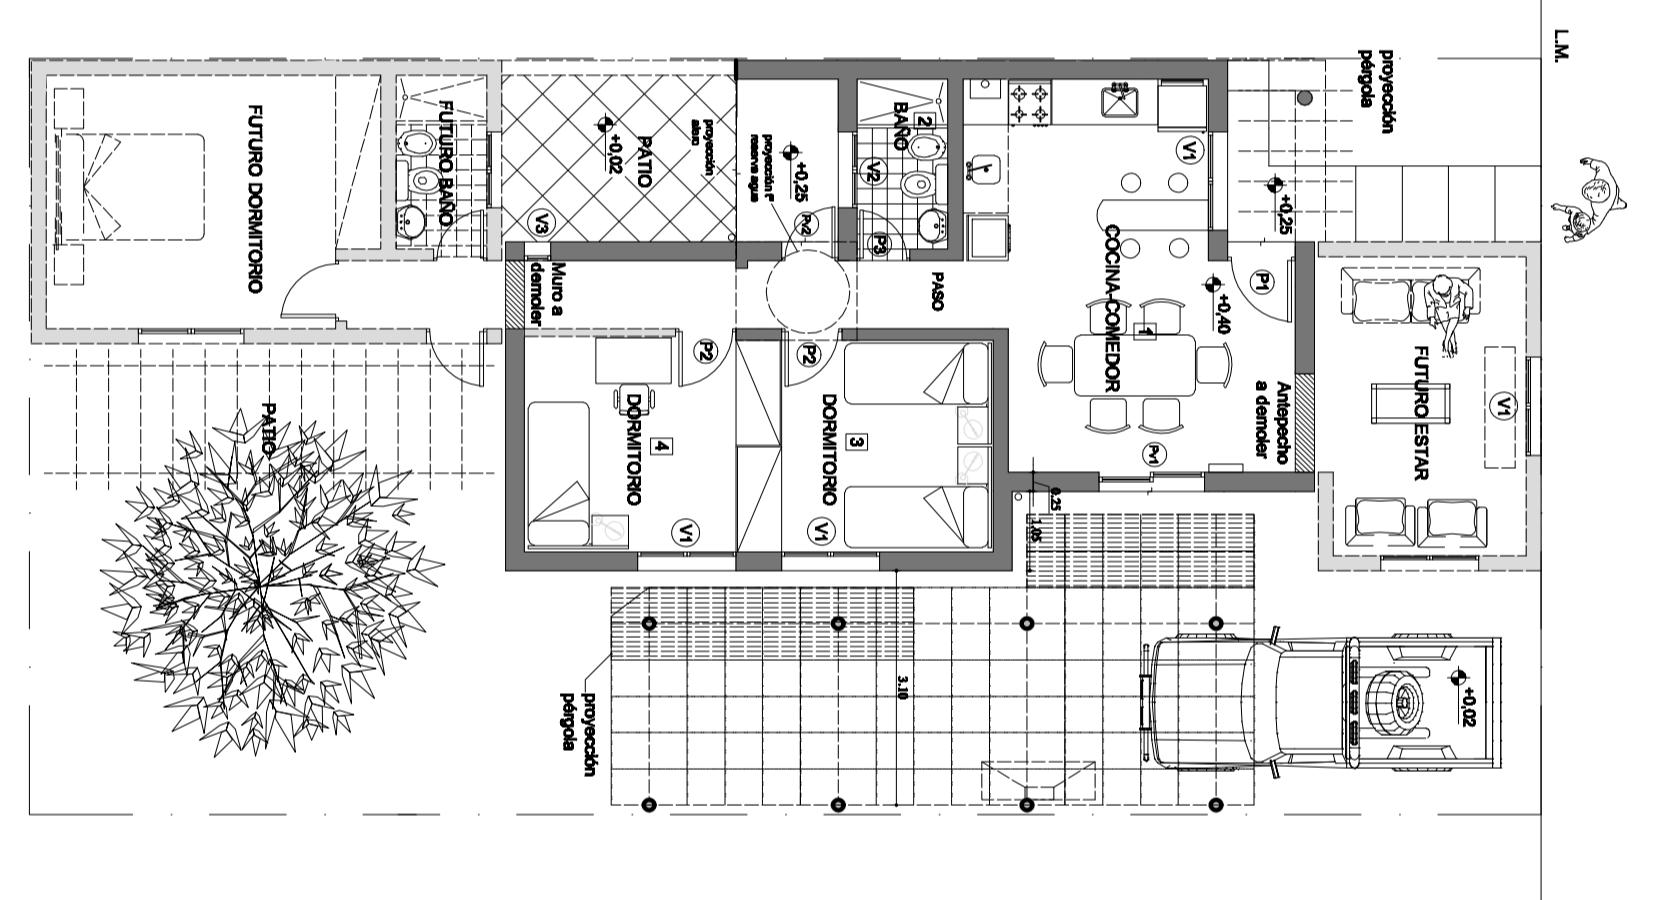 L.M.
proyección
pérgola
FUTURO DORMITORIO
FUTURO BAÑO
PATIO
+0,02
proyección
alero
proyección tº
reserva agua
+0,25
Pv2
V3
BAÑO
2
V2
P3
V1
+0,25
COCINA-COMEDOR
1
+0,40
P1
PASO
Muro a
demoler
P2
P2
DORMITORIO
4
DORMITORIO
3
V1
V1
Antepecho
a demoler
Pv1
FUTURO ESTAR
V1
PATIO
0.25
1.05
3.10
proyección
pérgola
+0,02